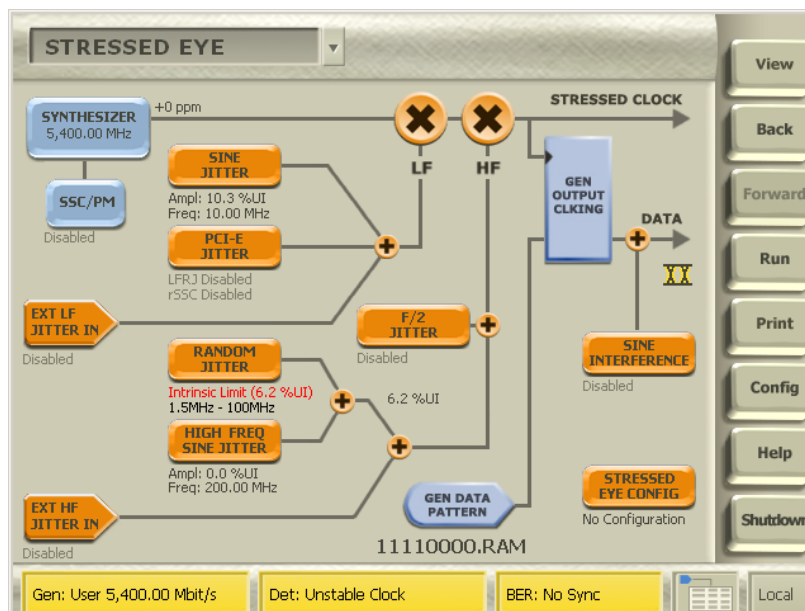 STRESSED EYE
View
Back
Forward
Run
Print
Config
Help
Shutdown
SYNTHESIZER
5,400.00 MHz
+0 ppm
STRESSED CLOCK
SSC/PM
Disabled
SINE
JITTER
Ampl: 10.3 %UI
Freq: 10.00 MHz
LF
HF
GEN
OUTPUT
CLKING
DATA
PCI-E
JITTER
LFRJ Disabled
rSSC Disabled
EXT LF
JITTER IN
Disabled
F/2
JITTER
Disabled
SINE
INTERFERENCE
Disabled
RANDOM
JITTER
Intrinsic Limit (6.2 %UI)
1.5MHz - 100MHz
6.2 %UI
HIGH FREQ
SINE JITTER
Ampl: 0.0 %UI
Freq: 200.00 MHz
EXT HF
JITTER IN
Disabled
GEN DATA
PATTERN
11110000.RAM
STRESSED
EYE CONFIG
No Configuration
Gen: User 5,400.00 Mbit/s
Det: Unstable Clock
BER: No Sync
Local